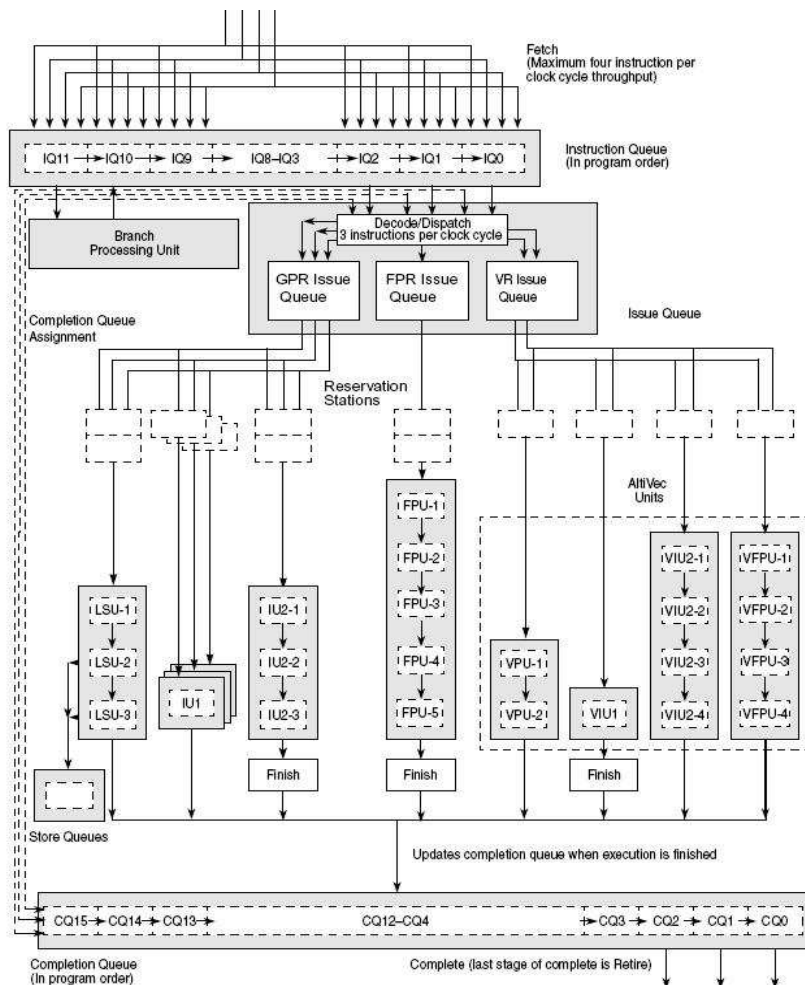 Fetch
(Maximum four instruction per
clock cycle throughput)
IQ11
IQ10
IQ9
IQ8–IQ3
IQ2
IQ1
IQ0
Instruction Queue
(In program order)
Branch
Processing Unit
Decode/Dispatch
3 instructions per clock cycle
GPR Issue
Queue
FPR Issue
Queue
VR Issue
Queue
Issue Queue
Completion Queue
Assignment
Reservation
Stations
AltiVec
Units
FPU-1
FPU-2
FPU-3
FPU-4
FPU-5
VIU2-1
VIU2-2
VIU2-3
VIU2-4
VFPU-1
VFPU-2
VFPU-3
VFPU-4
LSU-1
LSU-2
LSU-3
IU1
IU2-1
IU2-2
IU2-3
VPU-1
VPU-2
VIU1
Finish
Finish
Finish
Store Queues
Updates completion queue when execution is finished
CQ15
CQ14
CQ13
CQ12–CQ4
CQ3
CQ2
CQ1
CQ0
Completion Queue
(In program order)
Complete (last stage of complete is Retire)